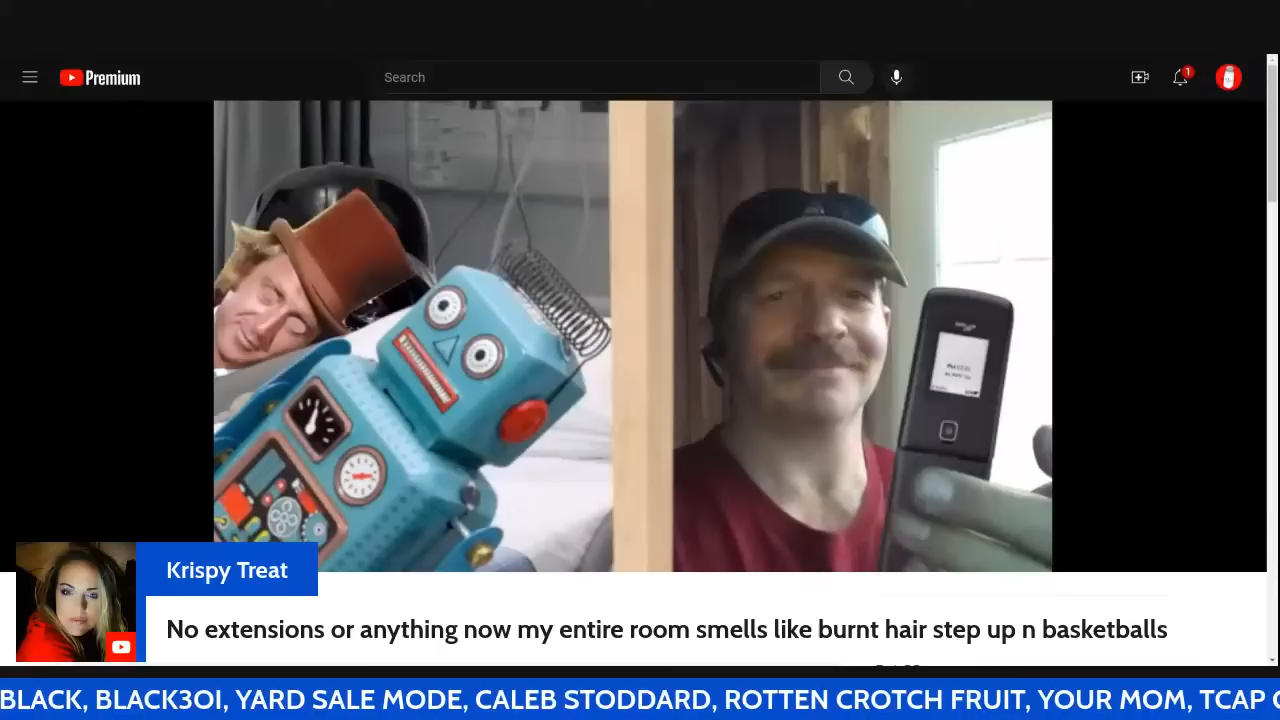 Premium
Search
1
Krispy Treat
No extensions or anything now my entire room smells like burnt hair step up n basketballs
BLACK, BLACK3OI, YARD SALE MODE, CALEB STODDARD, ROTTEN CROTCH FRUIT, YOUR MOM, TCAP